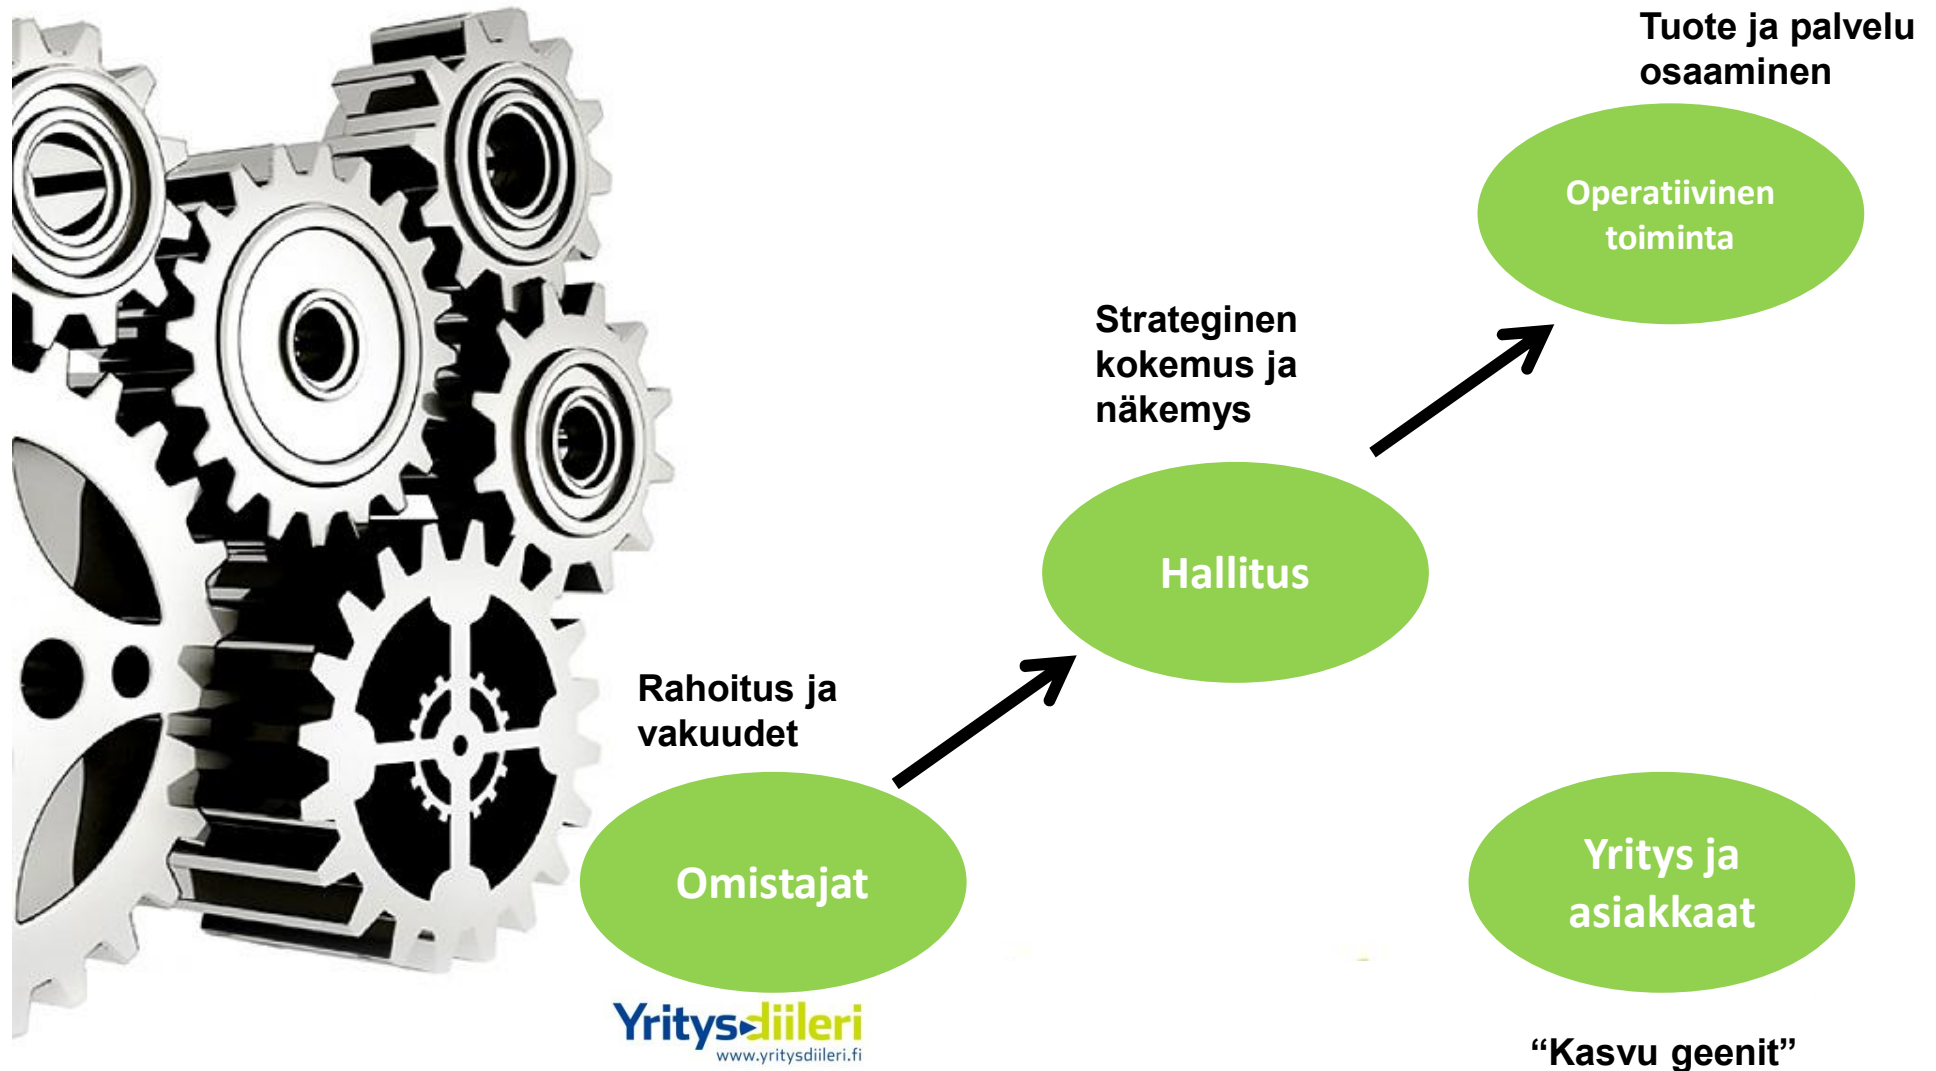 Tuote ja palvelu
osaaminen
Operatiivinen
toiminta
Strateginen
kokemus ja
näkemys
Hallitus
Rahoitus ja
vakuudet
Omistajat
Yritys ja
asiakkaat
Yritysdiileri
www.yritysdiileri.fi
“Kasvu geenit”